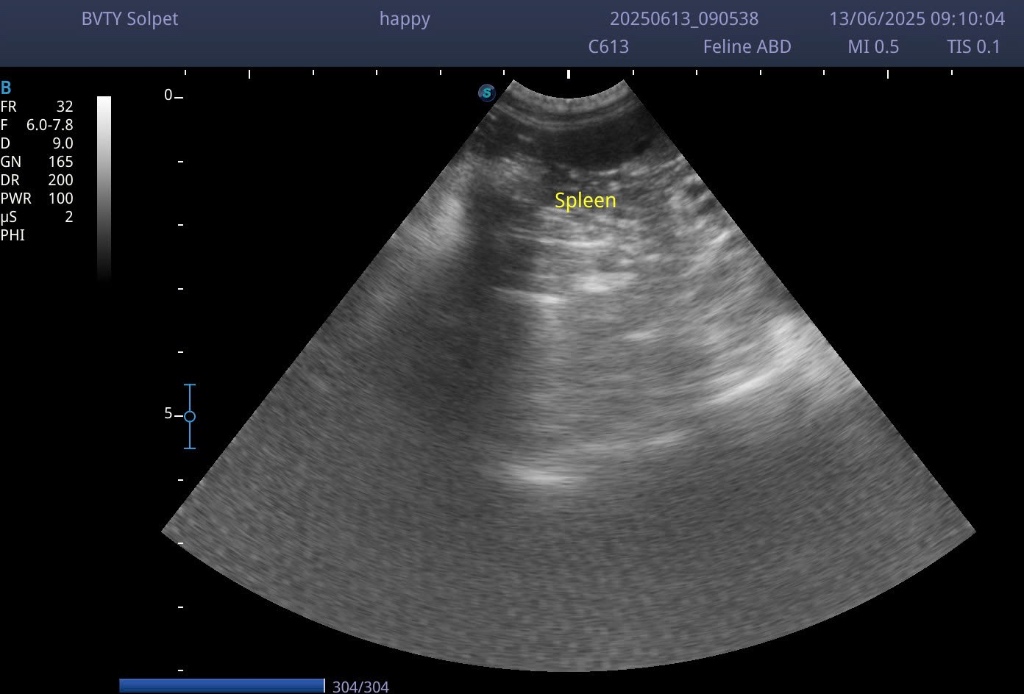 BVTY Solpet happy 20250613_090538 13/06/2025 09:10:04
C613 Feline ABD MI 0.5 TIS 0.1
B
FR 32
F 6.0-7.8
D 9.0
GN 165
DR 200
PWR 100
µS 2
PHI
0
S
Spleen
5
304/304